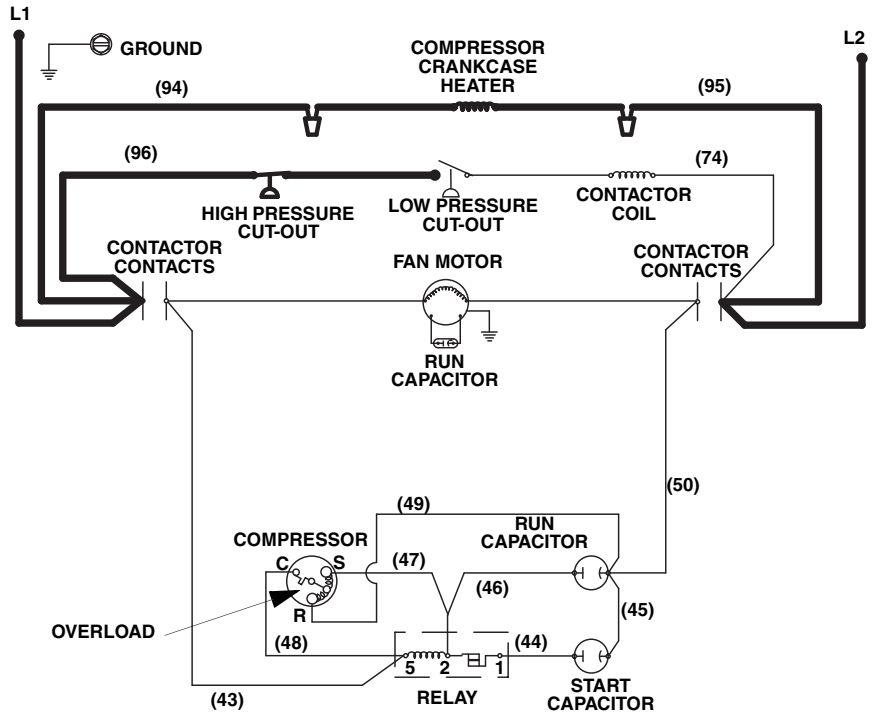 L1
GROUND
COMPRESSOR
CRANKCASE
HEATER
L2
(94)
(95)
(96)
(74)
HIGH PRESSURE
CUT-OUT
LOW PRESSURE
CUT-OUT
CONTACTOR
COIL
CONTACTOR
CONTACTS
FAN MOTOR
CONTACTOR
CONTACTS
RUN
CAPACITOR
(50)
(49)
RUN
CAPACITOR
COMPRESSOR
C
S
(47)
(46)
R
(45)
OVERLOAD
(48)
(44)
5
2
1
RELAY
(43)
START
CAPACITOR